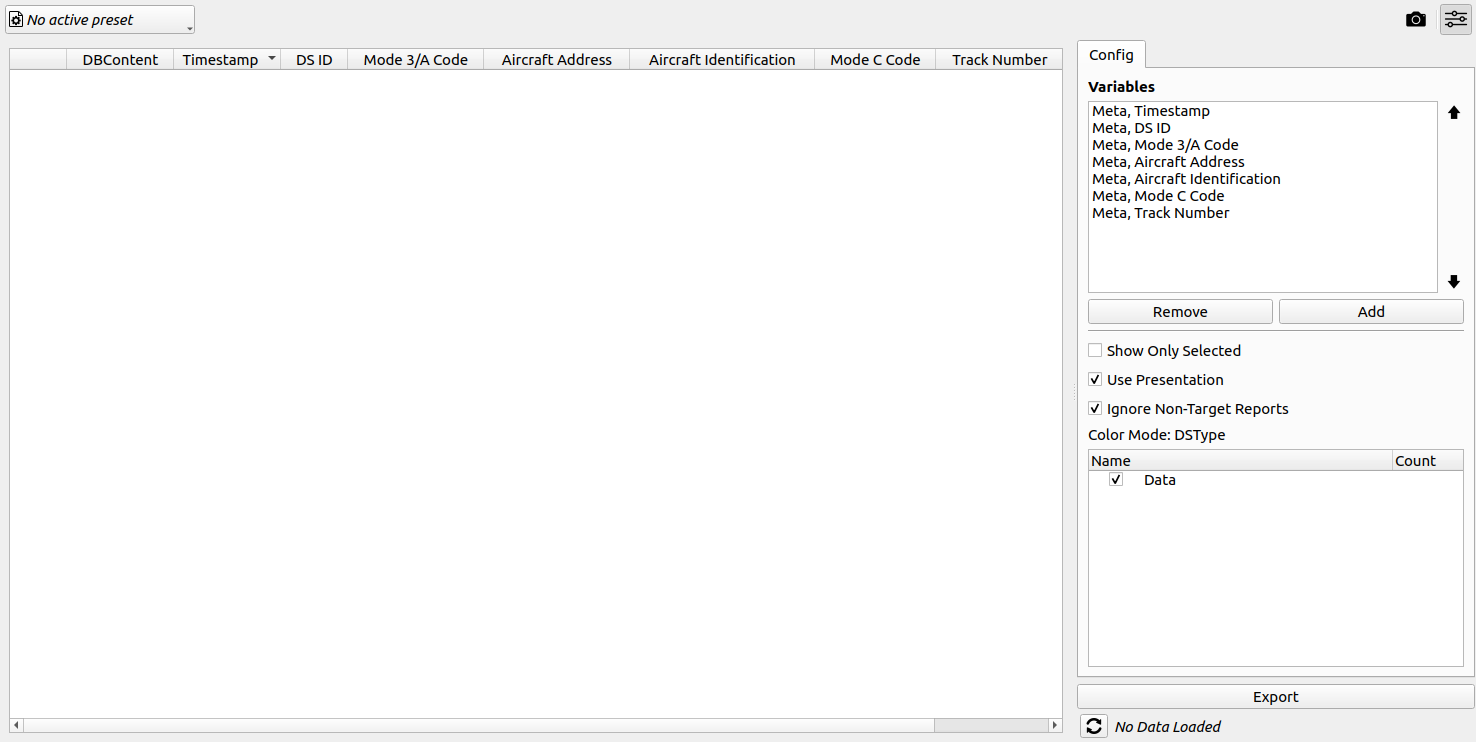 No active preset
DBContent Timestamp DS ID Mode 3/A Code Aircraft Address Aircraft Identification Mode C Code Track Number
Config
Variables
Meta, Timestamp
Meta, DS ID
Meta, Mode 3/A Code
Meta, Aircraft Address
Meta, Aircraft Identification
Meta, Mode C Code
Meta, Track Number
Remove Add
Show Only Selected
Use Presentation
Ignore Non-Target Reports
Color Mode: DSType
Name Count
Data
Export
No Data Loaded